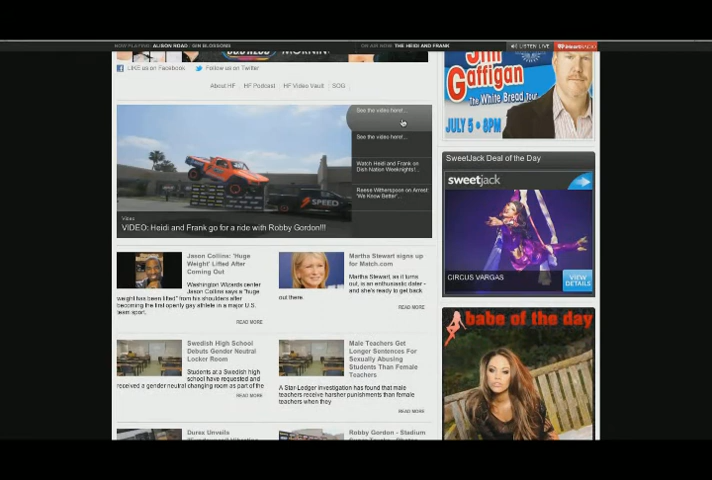 NOW PLAYING: ALISON ROAD / GIN BLOSSOMS
ON AIR NOW: THE HEIDI AND FRANK
LISTEN LIVE
iHeartRADIO
LIKE us on Facebook
Follow us on Twitter
About HF
HF Podcast
HF Video Vault
SOG
See the video here!...
See the video here!...
Watch Heidi and Frank on
Dish Nation Weeknights!...
Reese Witherspoon on Arrest
"We Know Better"...
SPEED
Video
VIDEO: Heidi and Frank go for a ride with Robby Gordon!!!
Jim
Gaffigan
The White Bread Tour
JULY 5 • 8PM
SweetJack Deal of the Day
sweetjack
CIRCUS VARGAS
VIEW
DETAILS
babe of the day
Jason Collins: 'Huge
Weight' Lifted After
Coming Out
Washington Wizards center
Jason Collins says a "huge
weight has been lifted" from his shoulders after
becoming the first openly gay athlete in a major U.S.
team sport.
READ MORE
Martha Stewart signs up
for Match.com
Martha Stewart, as it turns
out, is an enthusiastic dater -
and she's ready to get back
out there.
READ MORE
Swedish High School
Debuts Gender Neutral
Locker Room
Students at a Swedish high
school have requested and
received a gender neutral changing room as part of the
READ MORE
Male Teachers Get
Longer Sentences For
Sexually Abusing
Students Than Female
Teachers
A Star-Ledger investigation has found that male
teachers receive harsher punishments than female
teachers when they
READ MORE
Durex Unveils
Robby Gordon - Stadium